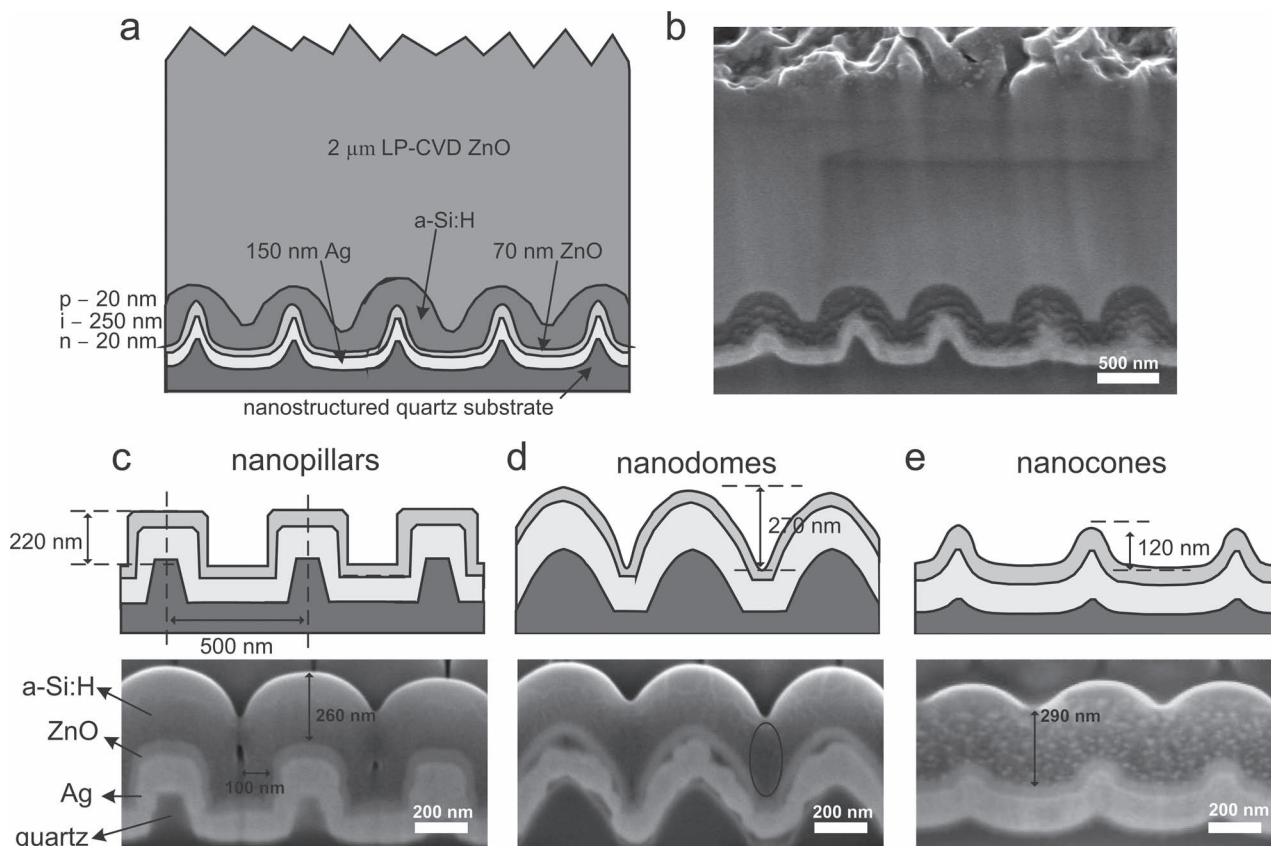 a
b
2 μm LP-CVD ZnO
a-Si:H
150 nm Ag
70 nm ZnO
p – 20 nm
i – 250 nm
n – 20 nm
nanostructured quartz substrate
500 nm
c
nanopillars
d
nanodomes
e
nanocones
220 nm
270 nm
120 nm
500 nm
a-Si:H
ZnO
Ag
quartz
260 nm
100 nm
200 nm
200 nm
290 nm
200 nm